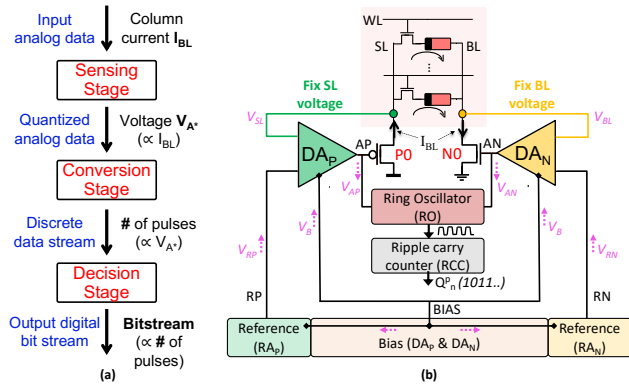 Input
analog data
Column
current I_BL
Sensing
Stage
Quantized
analog data
Voltage V_A*
(∝ I_BL)
Conversion
Stage
Discrete
data stream
# of pulses
(∝ V_A*)
Decision
Stage
Output digital
bit stream
Bitstream
(∝ # of
pulses)
(a)
WL
SL
BL
Fix SL
voltage
Fix BL
voltage
V_SL
V_BL
I_BL
DA_P
AP
P0
N0
AN
DA_N
V_AP
V_AN
Ring Oscillator
(RO)
V_B
V_B
V_RP
V_RN
Ripple carry
counter (RCC)
Q^p_n (1011..)
RP
RN
BIAS
Reference
(RA_P)
Bias (DA_P & DA_N)
Reference
(RA_N)
(b)